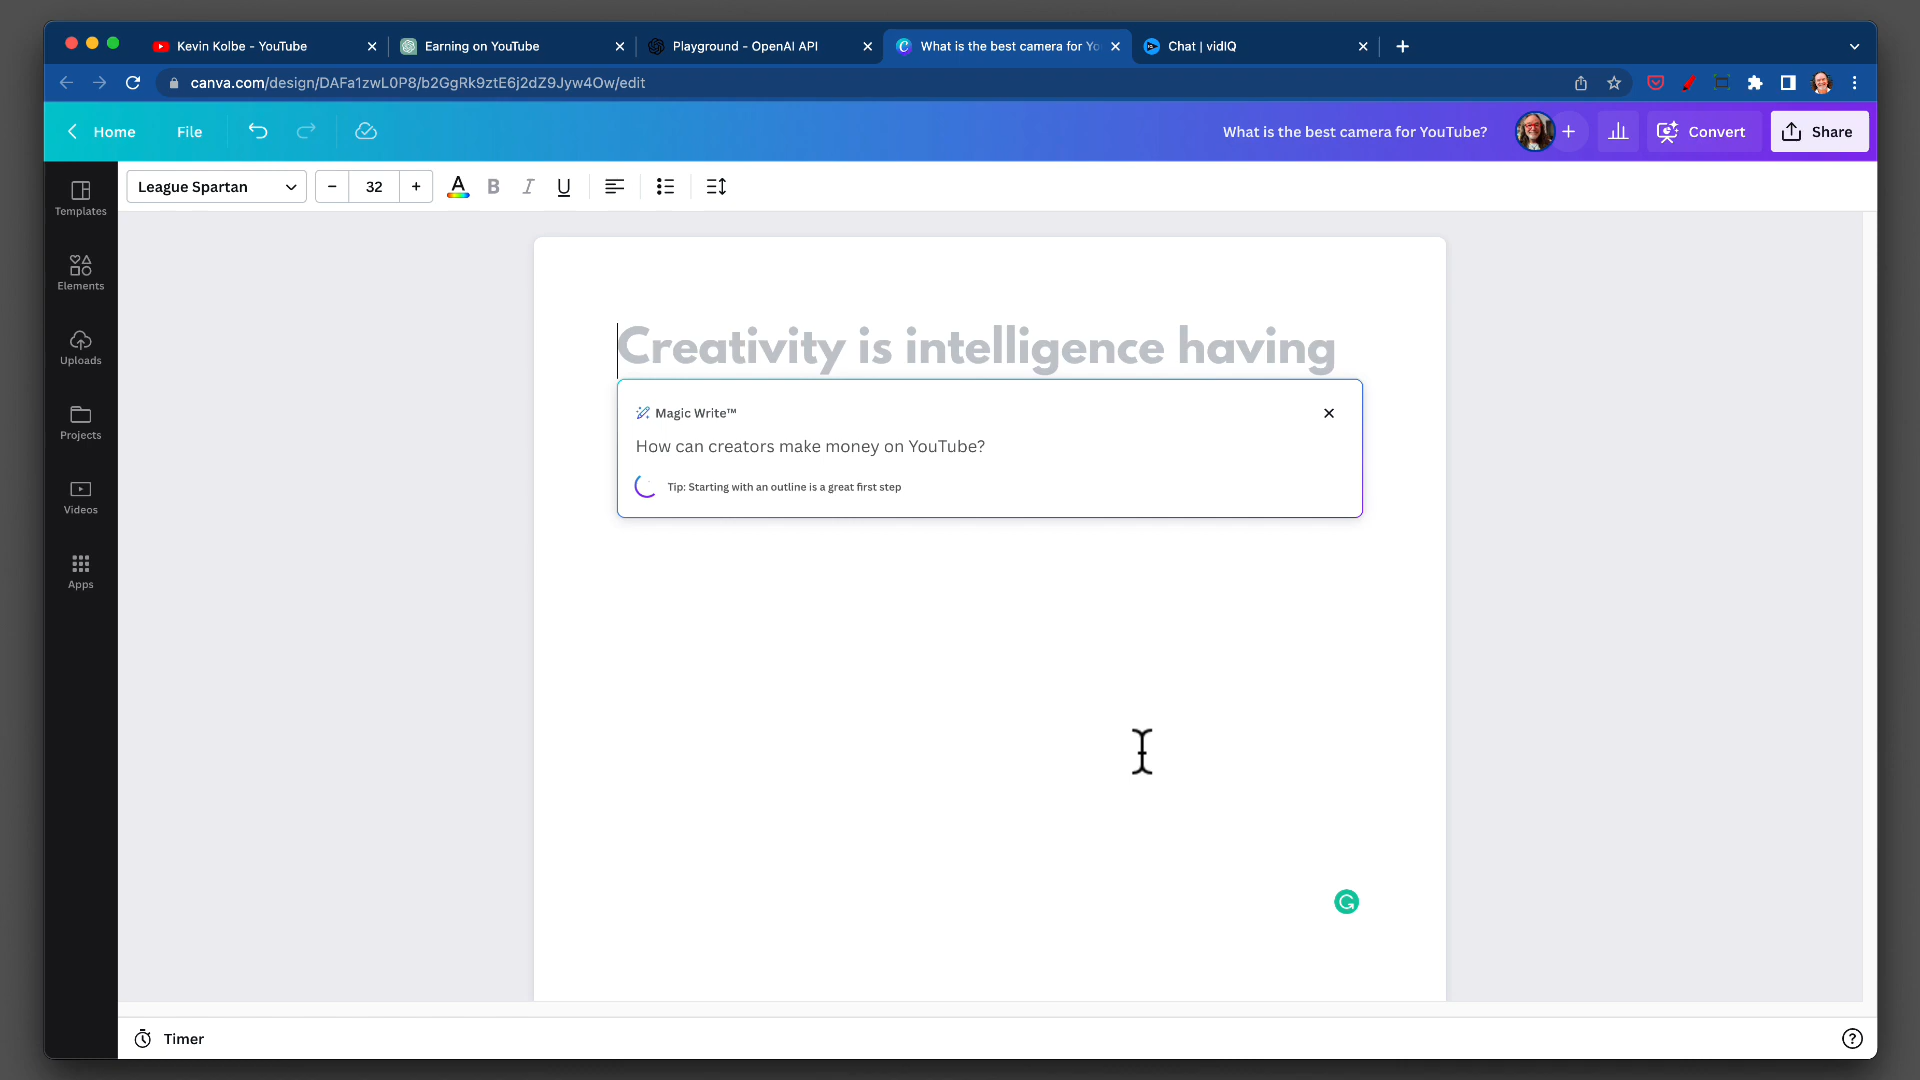 Kevin Kolbe - YouTube
Earning on YouTube
Playground - OpenAI API
What is the best camera for Yo
Chat | vidIQ
canva.com/design/DAFa1zwL0P8/b2GgRk9ztE6j2dZ9Jyw4Ow/edit
Home
File
What is the best camera for YouTube?
Convert
Share
League Spartan
32
Templates
Elements
Uploads
Projects
Videos
Apps
Creativity is intelligence having
Magic Write™
How can creators make money on YouTube?
Tip: Starting with an outline is a great first step
Timer